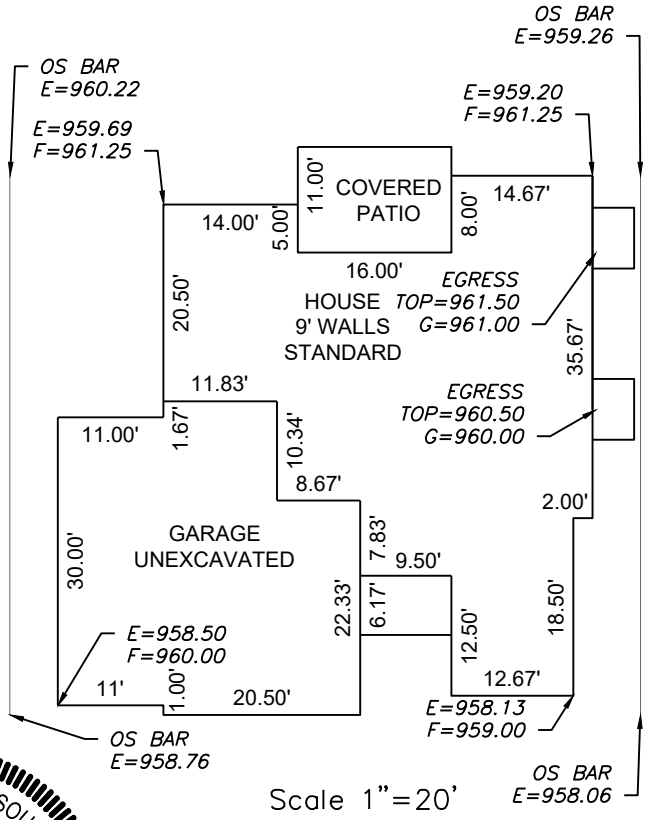 OS BAR
E=959.26
OS BAR
E=960.22
E=959.20
F=961.25
E=959.69
F=961.25
11.00'
COVERED
PATIO
14.67'
14.00'
5.00'
8.00'
16.00'
EGRESS
TOP=961.50
G=961.00
HOUSE
9' WALLS
STANDARD
20.50'
35.67'
11.83'
EGRESS
TOP=960.50
G=960.00
11.00'
1.67'
10.34'
8.67'
2.00'
GARAGE
UNEXCAVATED
7.83'
9.50'
30.00'
22.33'
6.17'
12.50'
18.50'
E=958.50
F=960.00
11'
1.00'
20.50'
12.67'
E=958.13
F=959.00
OS BAR
E=958.76
OS BAR
E=958.06
Scale 1"=20'
SOU